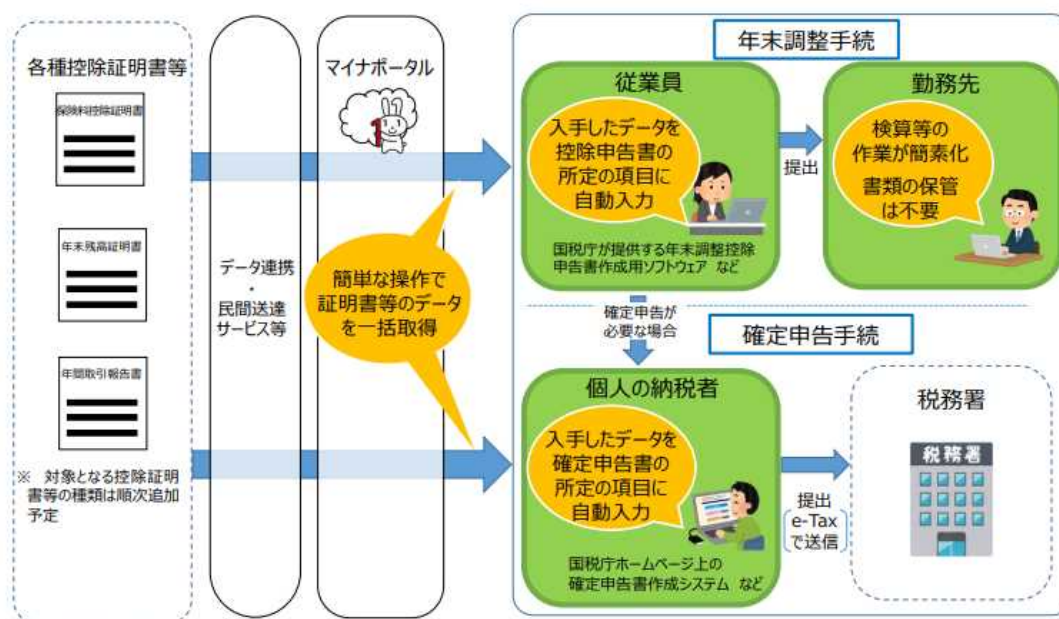 各種控除証明書等
保険料控除証明書
年末残高証明書
年間取引報告書
※ 対象となる控除証明
書等の種類は順次追加
予定
データ連携
・
民間送達
サービス等
マイナポータル
簡単な操作で
証明書等のデータ
を一括取得
年末調整手続
従業員
入手したデータを
控除申告書の
所定の項目に
自動入力
国税庁が提供する年末調整控除
申告書作成用ソフトウェア など
提出
勤務先
検算等の
作業が簡素化
書類の保管
は不要
確定申告が
必要な場合
確定申告手続
個人の納税者
入手したデータを
確定申告書の
所定の項目に
自動入力
国税庁ホームページ上の
確定申告書作成システム など
提出
e-Tax
で送信
税務署
税務署